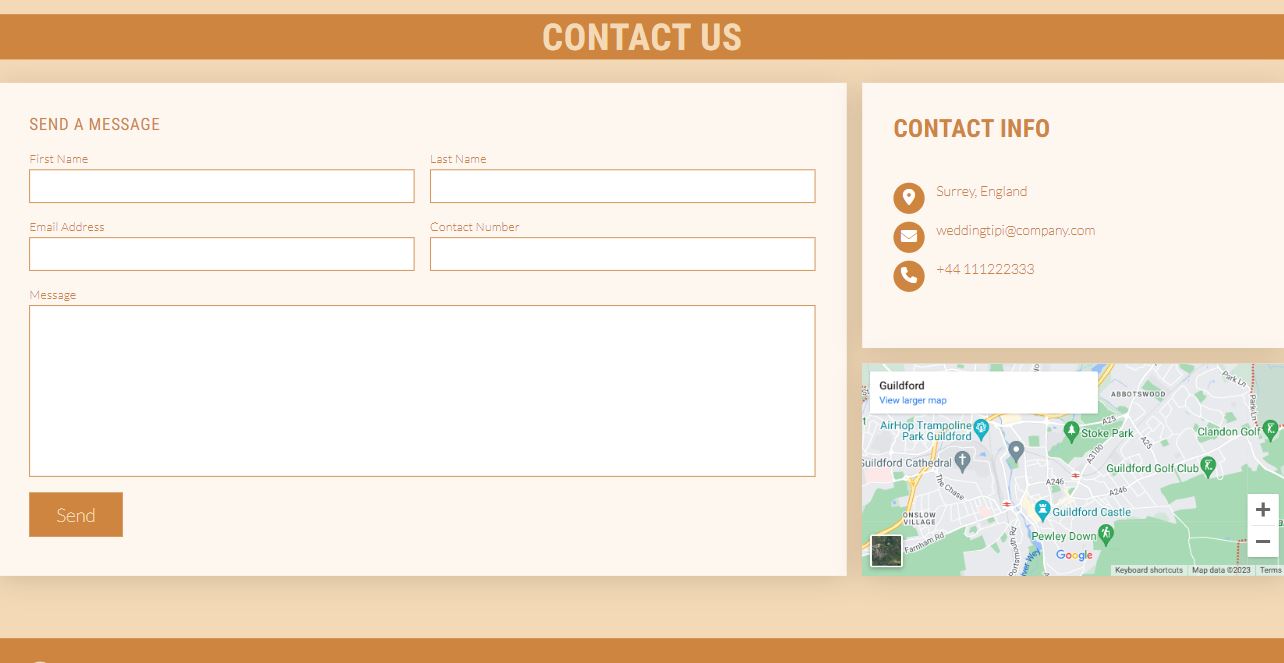 CONTACT US
SEND A MESSAGE
First Name
Last Name
Email Address
Contact Number
Message
Send
CONTACT INFO
Surrey, England
weddingtipi@company.com
+44 111222333
Guildford
View larger map
Park Ln
ABBOTSWOOD
A25
AirHop Trampoline
Park Guildford
Stoke Park
Clandon Golf
A25
A3100
Guildford Cathedral
Guildford Golf Club
The Chase
A246
A246
ONSLOW
VILLAGE
Guildford Castle
Pewley Down
Farnham Rd
Portsmouth Rd
Google
Keyboard shortcuts
Map data ©2023
Terms